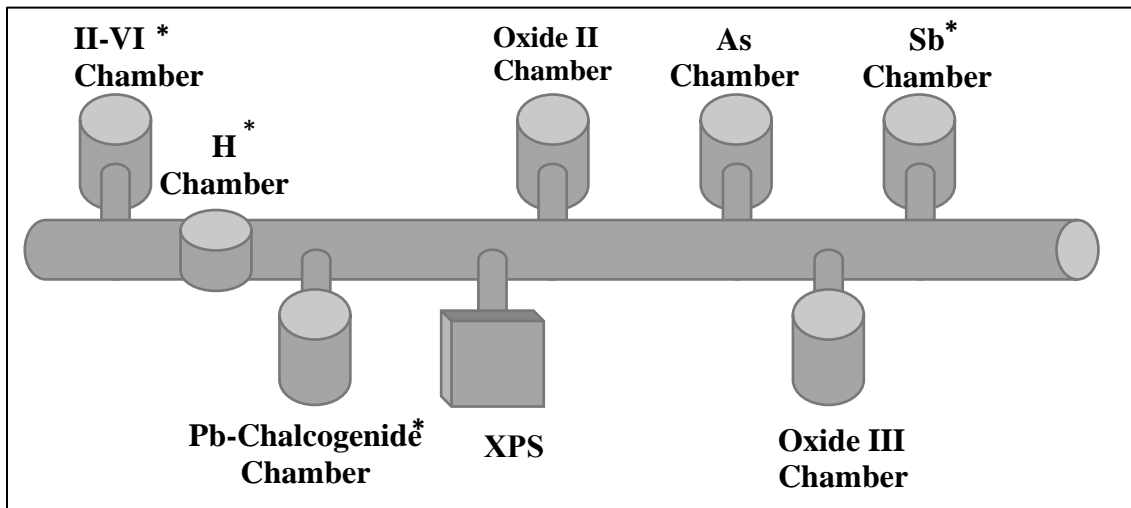 II-VI *
Chamber
H *
Chamber
Oxide II
Chamber
As
Chamber
Sb*
Chamber
Pb-Chalcogenide*
Chamber
XPS
Oxide III
Chamber